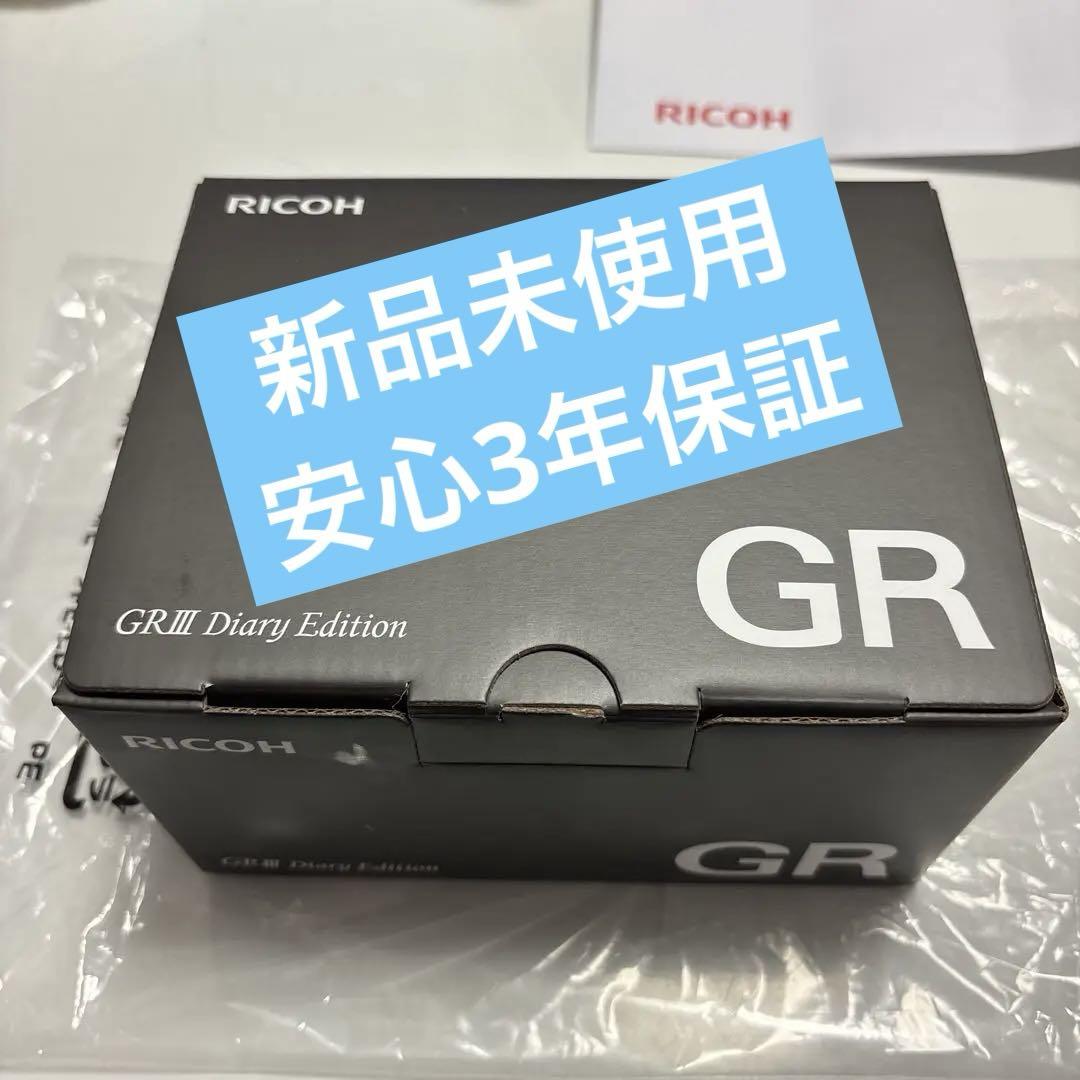 RICOH
RICOH
新品未使用
安心3年保証
GR
GRⅢ Diary Edition
RICOH
GRⅢ Diary Edition
GR